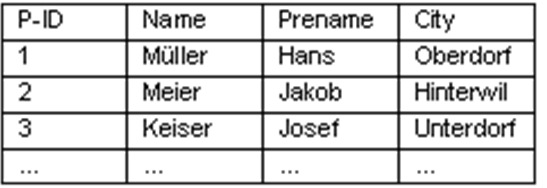 P-ID Name Prename City
1 Müller Hans Oberdorf
2 Meier Jakob Hinterwil
3 Keiser Josef Unterdorf
... ... ... ...